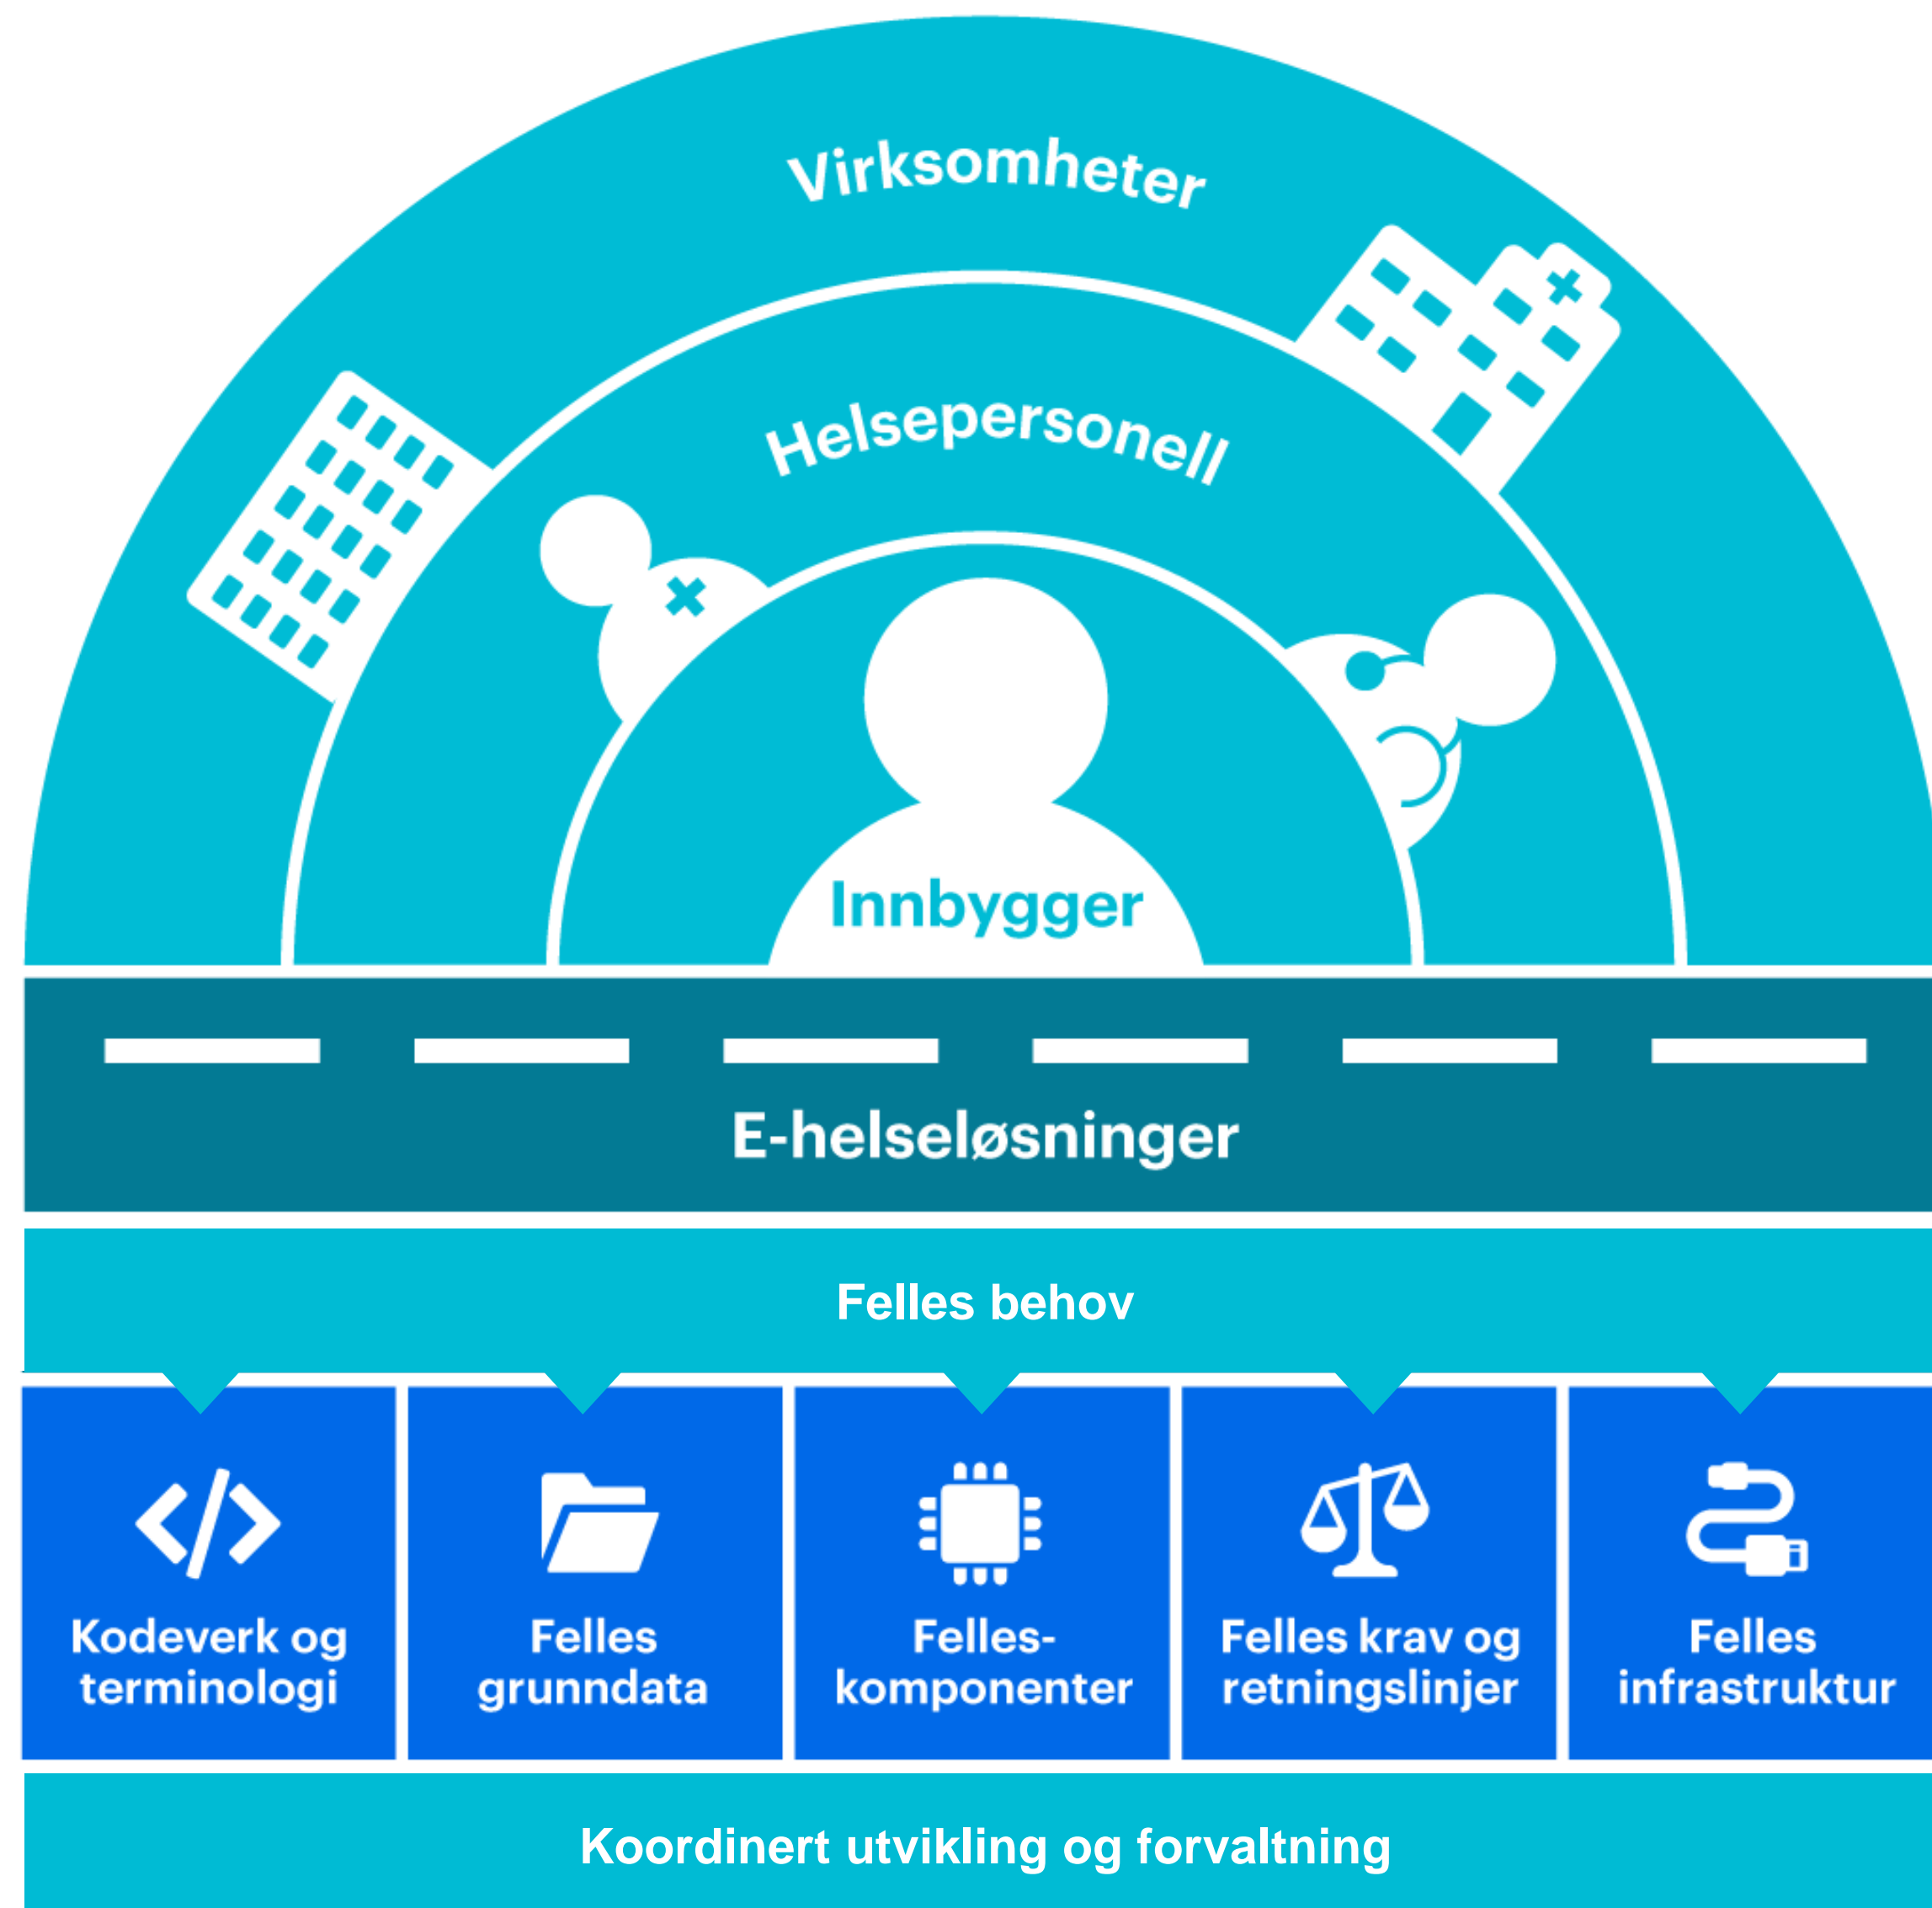 Virksomheter
Helsepersonell
Innbygger
E-helseløsninger
Felles behov
Kodeverk og
terminologi
Felles
grunndata
Felles-
komponenter
Felles krav og
retningslinjer
Felles
infrastruktur
Koordinert utvikling og forvaltning